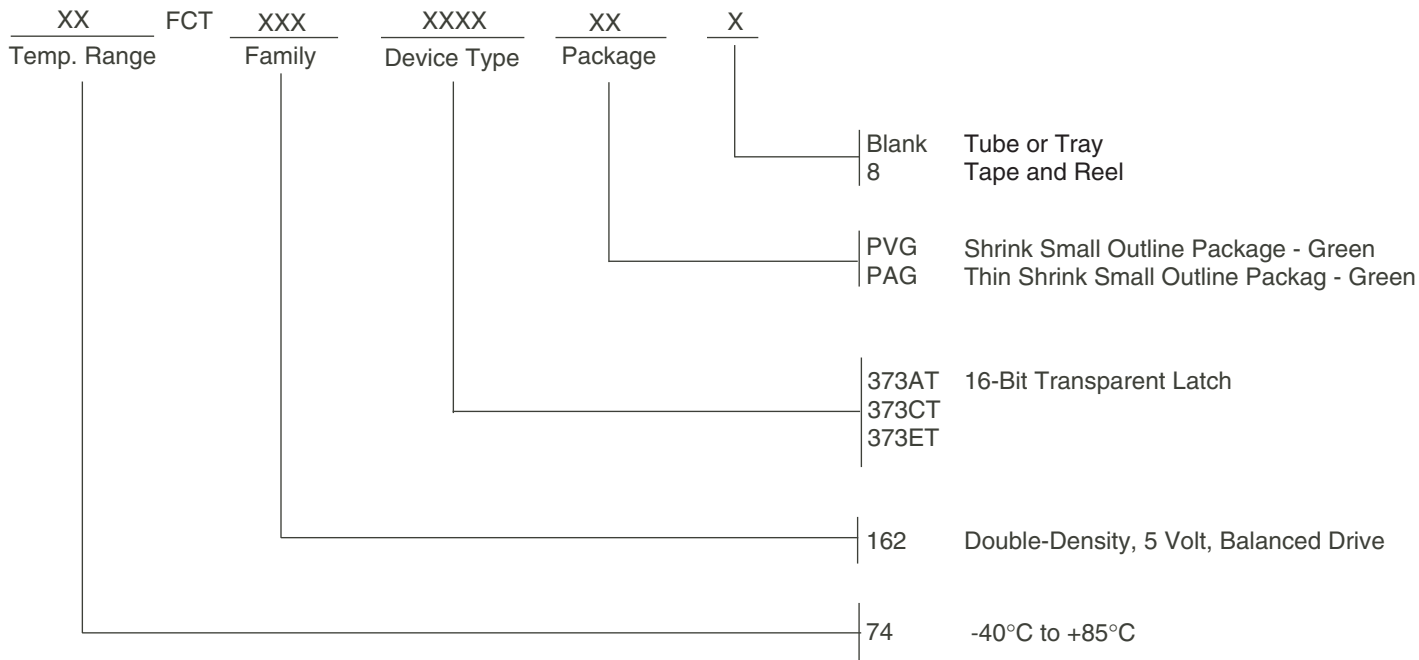 XX FCT XXX XXXX XX X
Temp. Range Family Device Type Package
Blank Tube or Tray
8 Tape and Reel
PVG Shrink Small Outline Package - Green
PAG Thin Shrink Small Outline Packag - Green
373AT 16-Bit Transparent Latch
373CT
373ET
162 Double-Density, 5 Volt, Balanced Drive
74 -40°C to +85°C